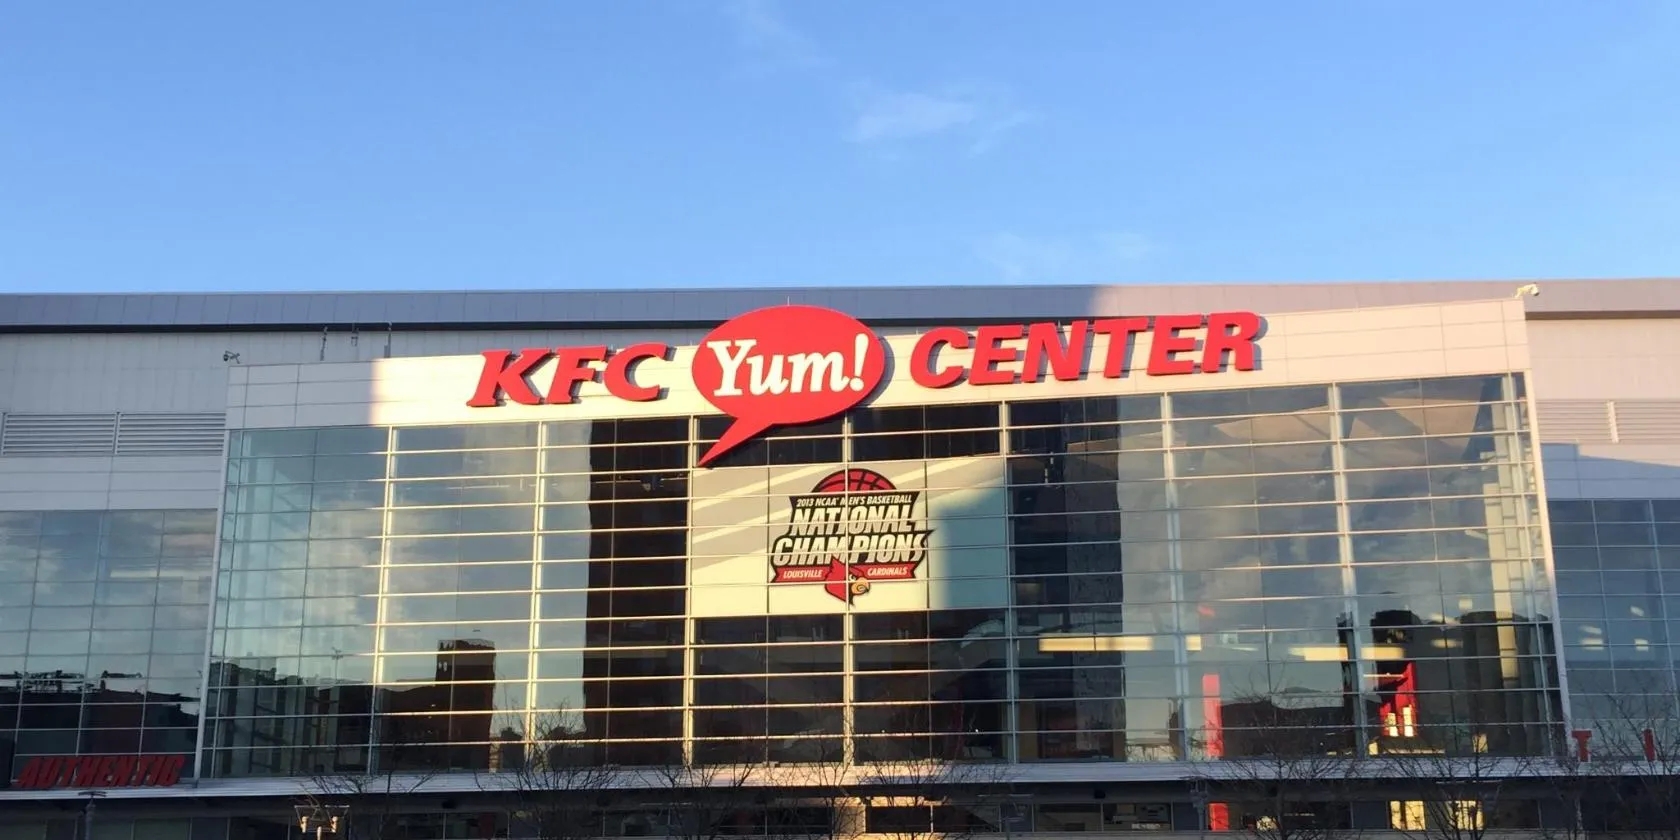 KFC Yum! CENTER
2013 NCAA MEN'S BASKETBALL
NATIONAL
CHAMPIONS
LOUISVILLE CARDINALS
AUTHENTIC
T I